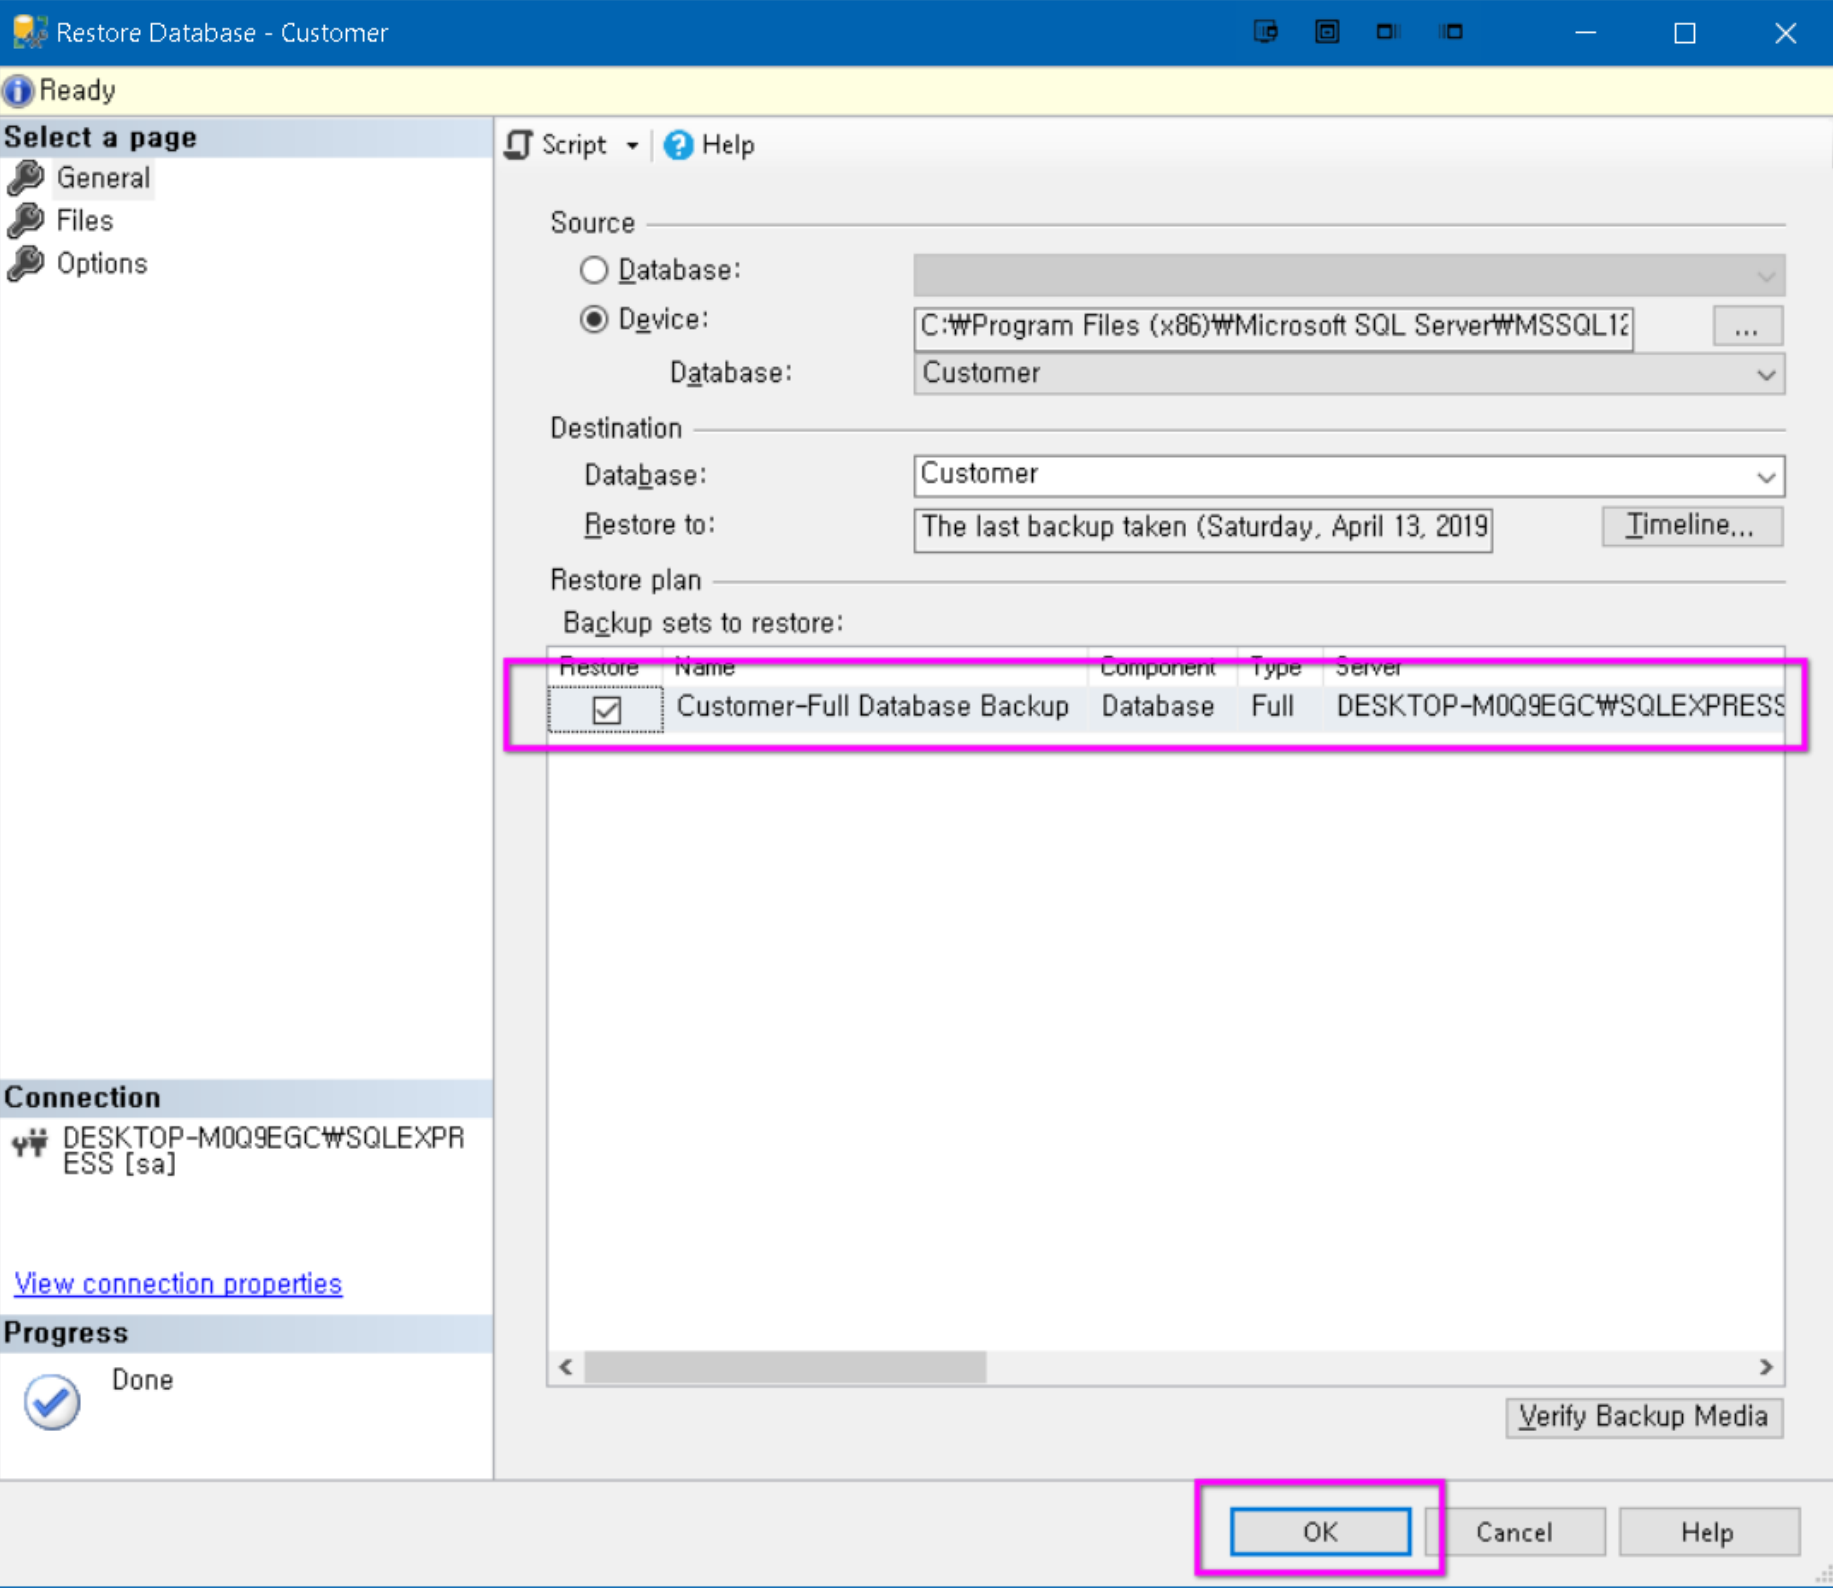 Restore Database - Customer
Ready
Select a page
General
Files
Options
Script
Help
Source
Database:
Device:
C:₩Program Files (x86)₩Microsoft SQL Server₩MSSQL12
...
Database:
Customer
Destination
Database:
Customer
Restore to:
The last backup taken (Saturday, April 13, 2019
Timeline...
Restore plan
Backup sets to restore:
Restore Name Component Type Server
Customer-Full Database Backup Database Full DESKTOP-M0Q9EGC₩SQLEXPRESS
Connection
DESKTOP-M0Q9EGC₩SQLEXPR
ESS [sa]
View connection properties
Progress
Done
Verify Backup Media
OK
Cancel
Help